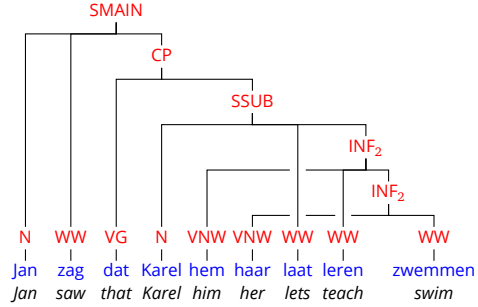 SMAIN
CP
SSUB
INF₂
INF₂
N WW VG N VNW VNW WW WW WW
Jan zag dat Karel hem haar laat leren zwemmen
Jan saw that Karel him her lets teach swim